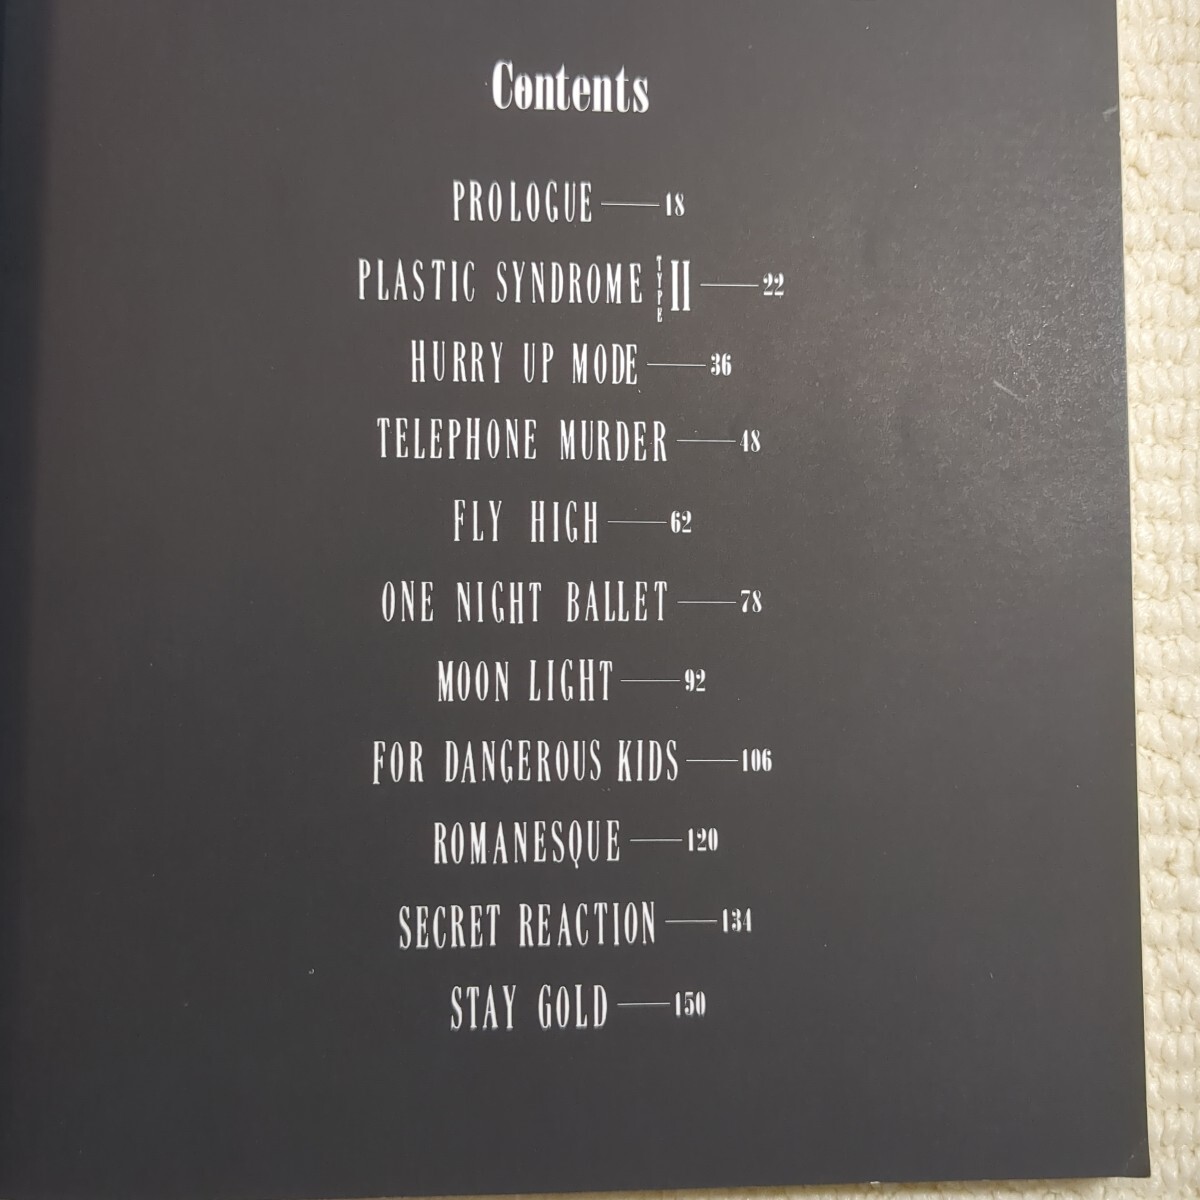 Contents
PROLOGUE 18
PLASTIC SYNDROME TYPE II 22
HURRY UP MODE 36
TELEPHONE MURDER 48
FLY HIGH 62
ONE NIGHT BALLET 78
MOON LIGHT 92
FOR DANGEROUS KIDS 106
ROMANESQUE 120
SECRET REACTION 134
STAY GOLD 150